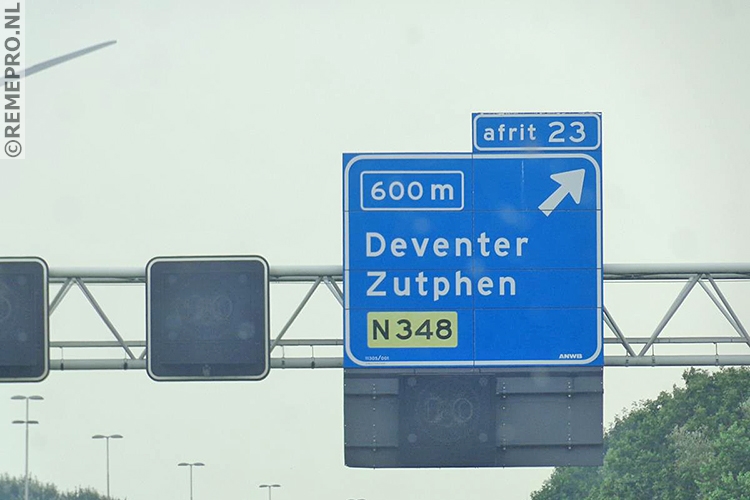 © REMEPRO.NL
afrit 23
600 m
Deventer
Zutphen
N348
ANWB